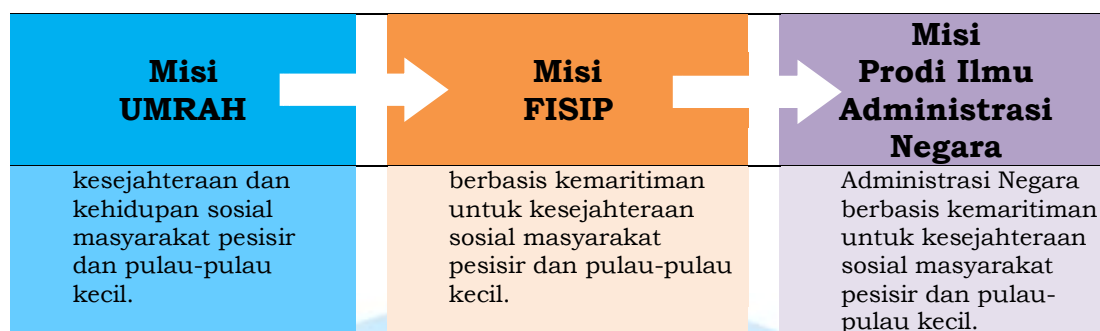 Misi
UMRAH
Misi
FISIP
Misi
Prodi Ilmu
Administrasi
Negara
kesejahteraan dan
kehidupan sosial
masyarakat pesisir
dan pulau-pulau
kecil.
berbasis kemaritiman
untuk kesejahteraan
sosial masyarakat
pesisir dan pulau-pulau
kecil.
Administrasi Negara
berbasis kemaritiman
untuk kesejahteraan
sosial masyarakat
pesisir dan pulau-
pulau kecil.